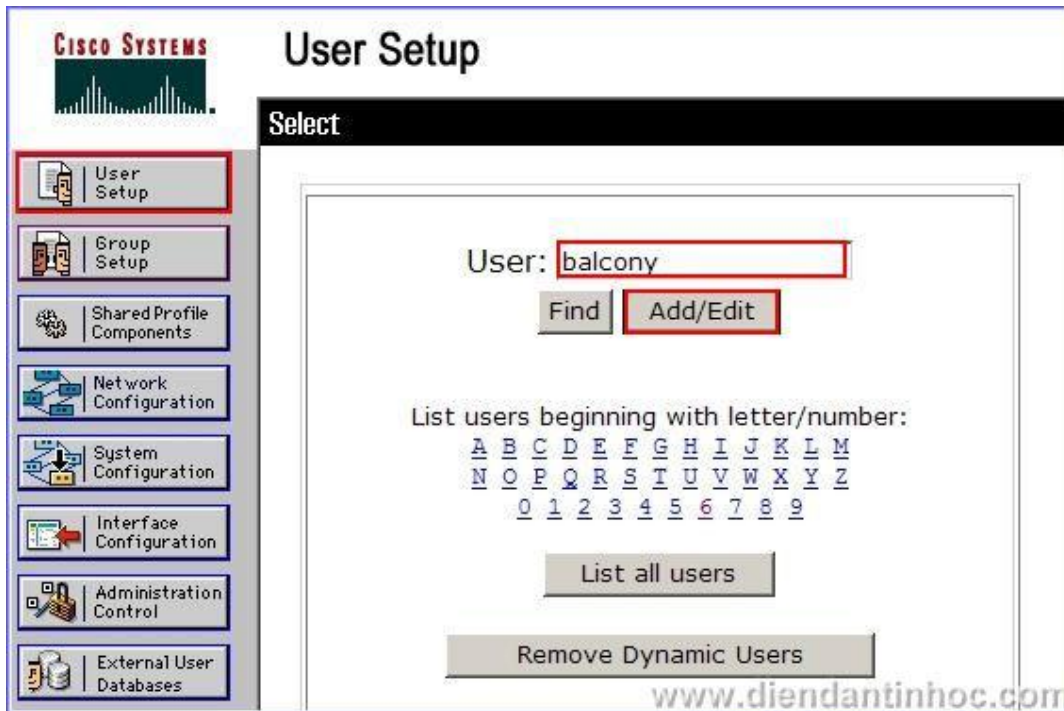 CISCO SYSTEMS
User Setup
Select
User
Setup
Group
Setup
Shared Profile
Components
Network
Configuration
System
Configuration
Interface
Configuration
Administration
Control
External User
Databases
User: balcony
Find Add/Edit
List users beginning with letter/number:
A B C D E F G H I J K L M
N O P Q R S T U V W X Y Z
0 1 2 3 4 5 6 7 8 9
List all users
Remove Dynamic Users
www.diendantinhoc.com